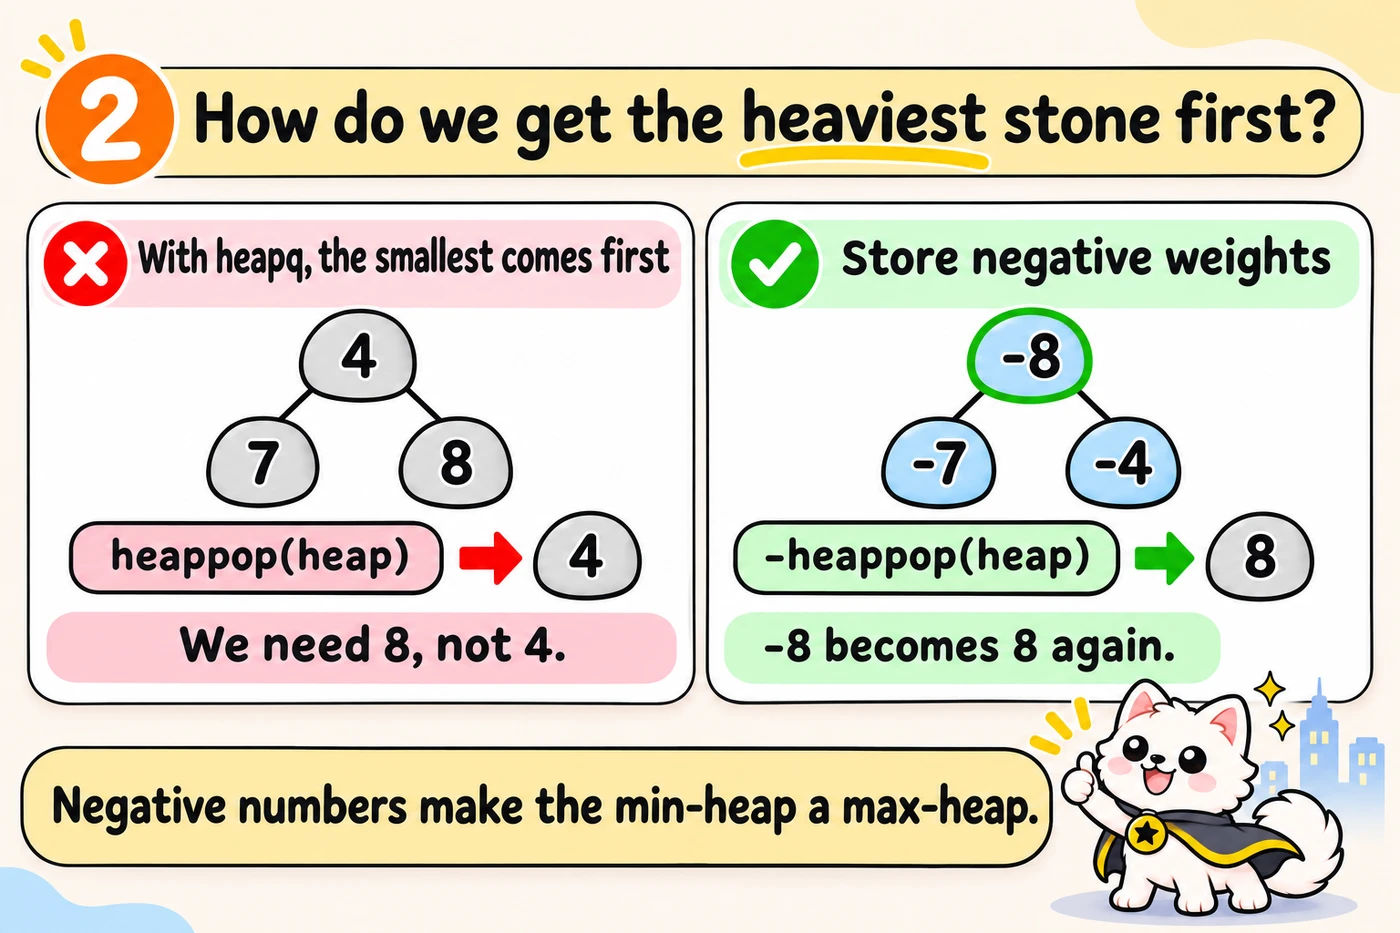 2
How do we get the heaviest stone first?
With heapq, the smallest comes first
4
7
8
heappop(heap)
4
We need 8, not 4.
Store negative weights
-8
-7
-4
-heappop(heap)
8
-8 becomes 8 again.
Negative numbers make the min-heap a max-heap.